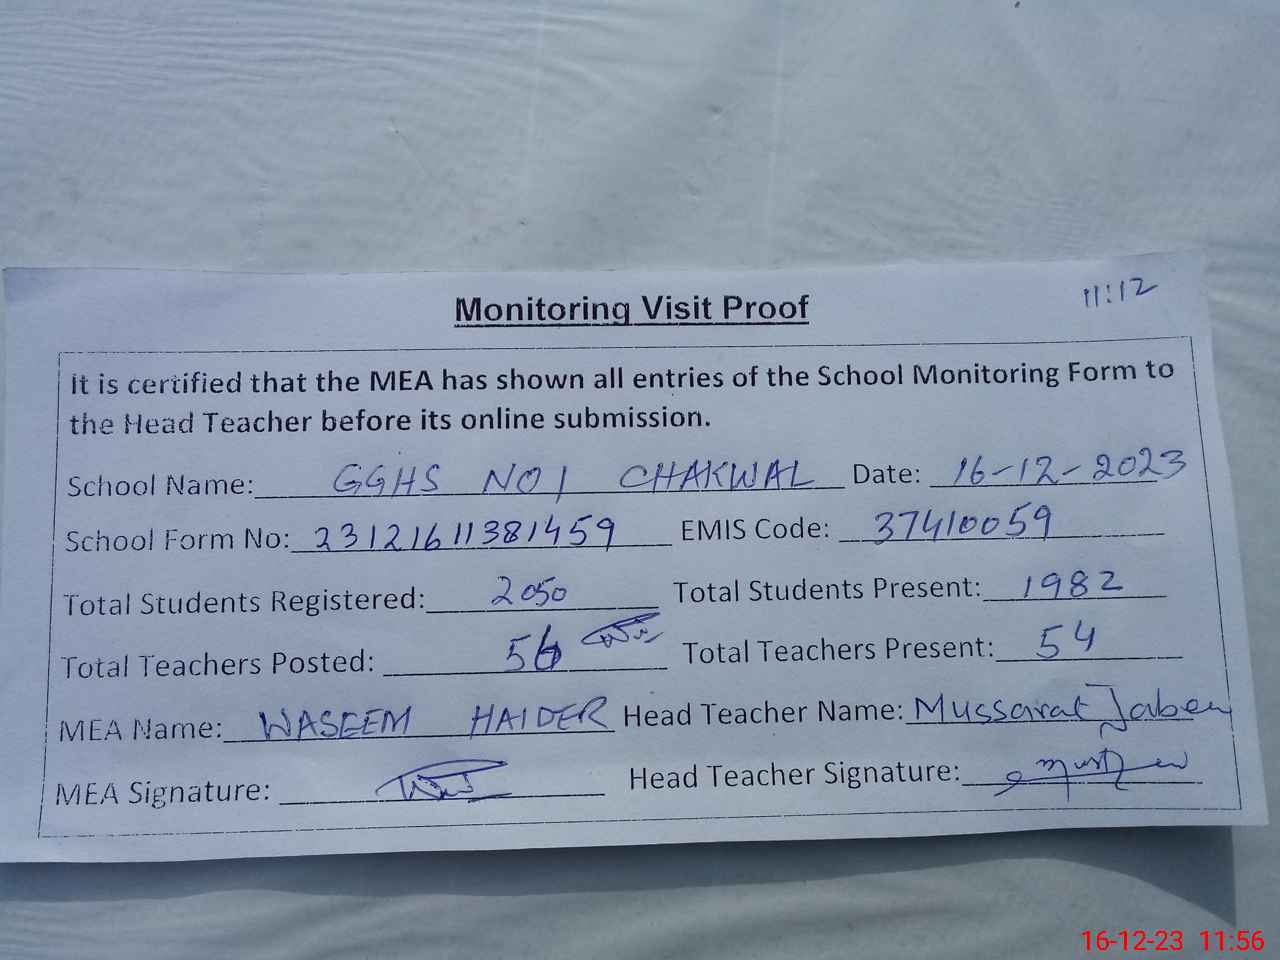 Monitoring Visit Proof
11:12
it is certified that the MEA has shown all entries of the School Monitoring Form to
the Head Teacher before its online submission.
School Name: GGHS NO 1 CHAKWAL Date: 16-12-2023
School Form No: 23121611381459 EMIS Code: 37410059
Total Students Registered: 2050 Total Students Present: 1982
Total Teachers Posted: 56 Total Teachers Present: 54
MEA Name: WASEEM HAIDER Head Teacher Name: Mussarat Jabeen
MEA Signature: Head Teacher Signature:
16-12-23 11:56